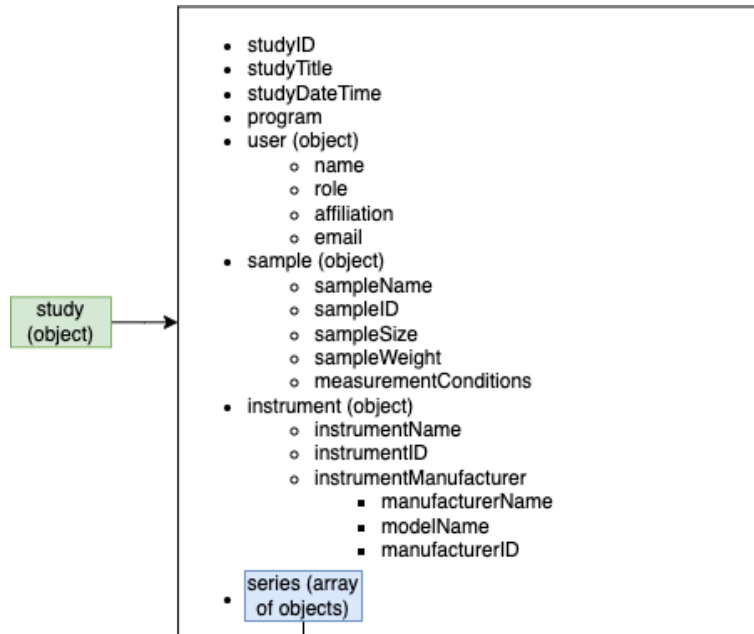 studyID
studyTitle
studyDateTime
program
user (object)
name
role
affiliation
email
sample (object)
sampleName
sampleID
sampleSize
sampleWeight
measurementConditions
instrument (object)
instrumentName
instrumentID
instrumentManufacturer
manufacturerName
modelName
manufacturerID
series (array
of objects)
study
(object)